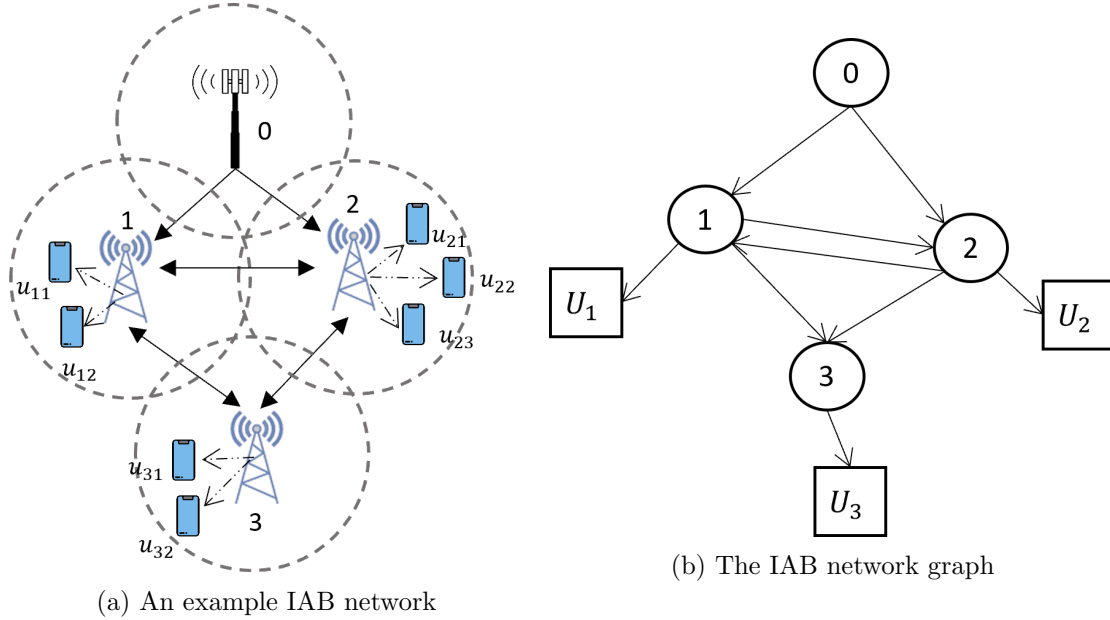 0
1
2
u₂₁
u₁₁
u₂₂
u₂₃
u₁₂
u₃₁
3
u₃₂
(a) An example IAB network
0
1
2
U₁
U₂
3
U₃
(b) The IAB network graph